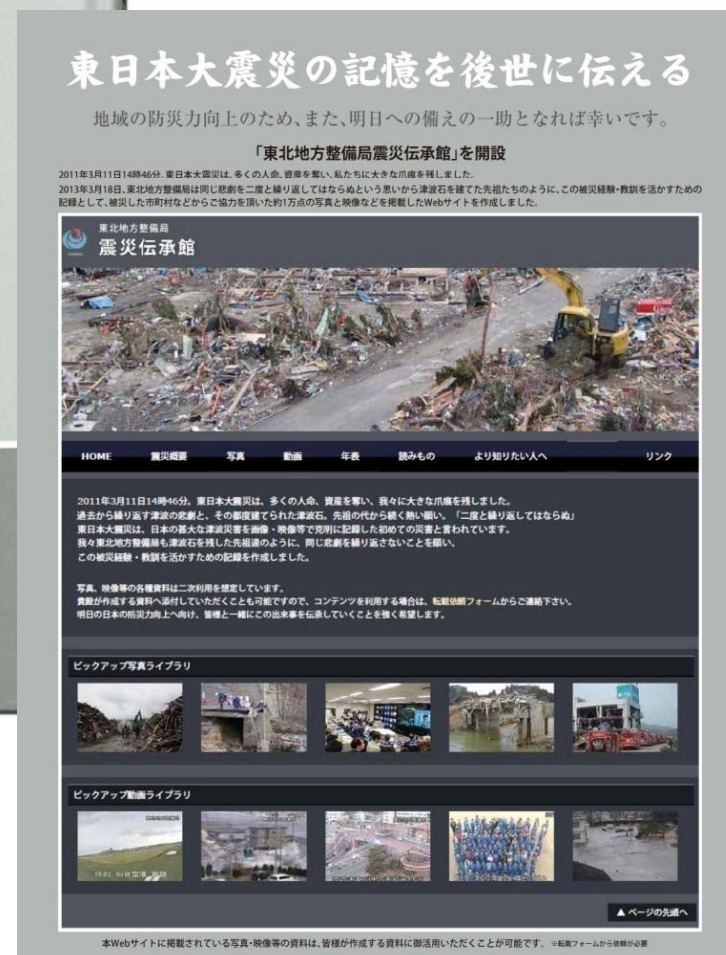 東日本大震災の記憶を後世に伝える
地域の防災力向上のため、また、明日への備えの一助となれば幸いです。
「東北地方整備局震災伝承館」を開設
2011年3月11日14時46分。東日本大震災は、多くの人命、資産を奪い、私たちに大きな爪痕を残しました。
2013年3月18日、東北地方整備局は同じ悲劇を二度と繰り返してはならぬという思いから津波石を建てた先祖たちのように、この被災経験・教訓を活かすための
記録として、被災した市町村などからご協力を頂いた約1万点の写真と映像などを掲載したWebサイトを作成しました。
東北地方整備局
震災伝承館
HOME 震災概要 写真 動画 年表 読みもの より知りたい人へ リンク
2011年3月11日14時46分。東日本大震災は、多くの人命、資産を奪い、我々に大きな爪痕を残しました。
過去から繰り返す津波の悲劇と、その都度建てられた津波石。先祖の代から続く熱い願い。「二度と繰り返してはならぬ」
東日本大震災は、日本の甚大な津波災害を画像・映像等で克明に記録した初めての災害と言われています。
我々東北地方整備局も津波石を残した先祖達のように、同じ悲劇を繰り返さないことを願い、
この被災経験・教訓を活かすための記録を作成しました。
写真、映像等の各種資料は二次利用を想定しています。
貴殿が作成する資料へ添付していただくことも可能ですので、コンテンツを利用する場合は、転載依頼フォームからご連絡下さい。
明日の日本の防災力向上へ向け、皆様と一緒にこの出来事を伝承していくことを強く希望します。
ピックアップ写真ライブラリ
ピックアップ動画ライブラリ
▲ ページの先頭へ
本Webサイトに掲載されている写真・映像等の資料は、皆様が作成する資料に御活用いただくことが可能です。 ※転載フォームから依頼が必要